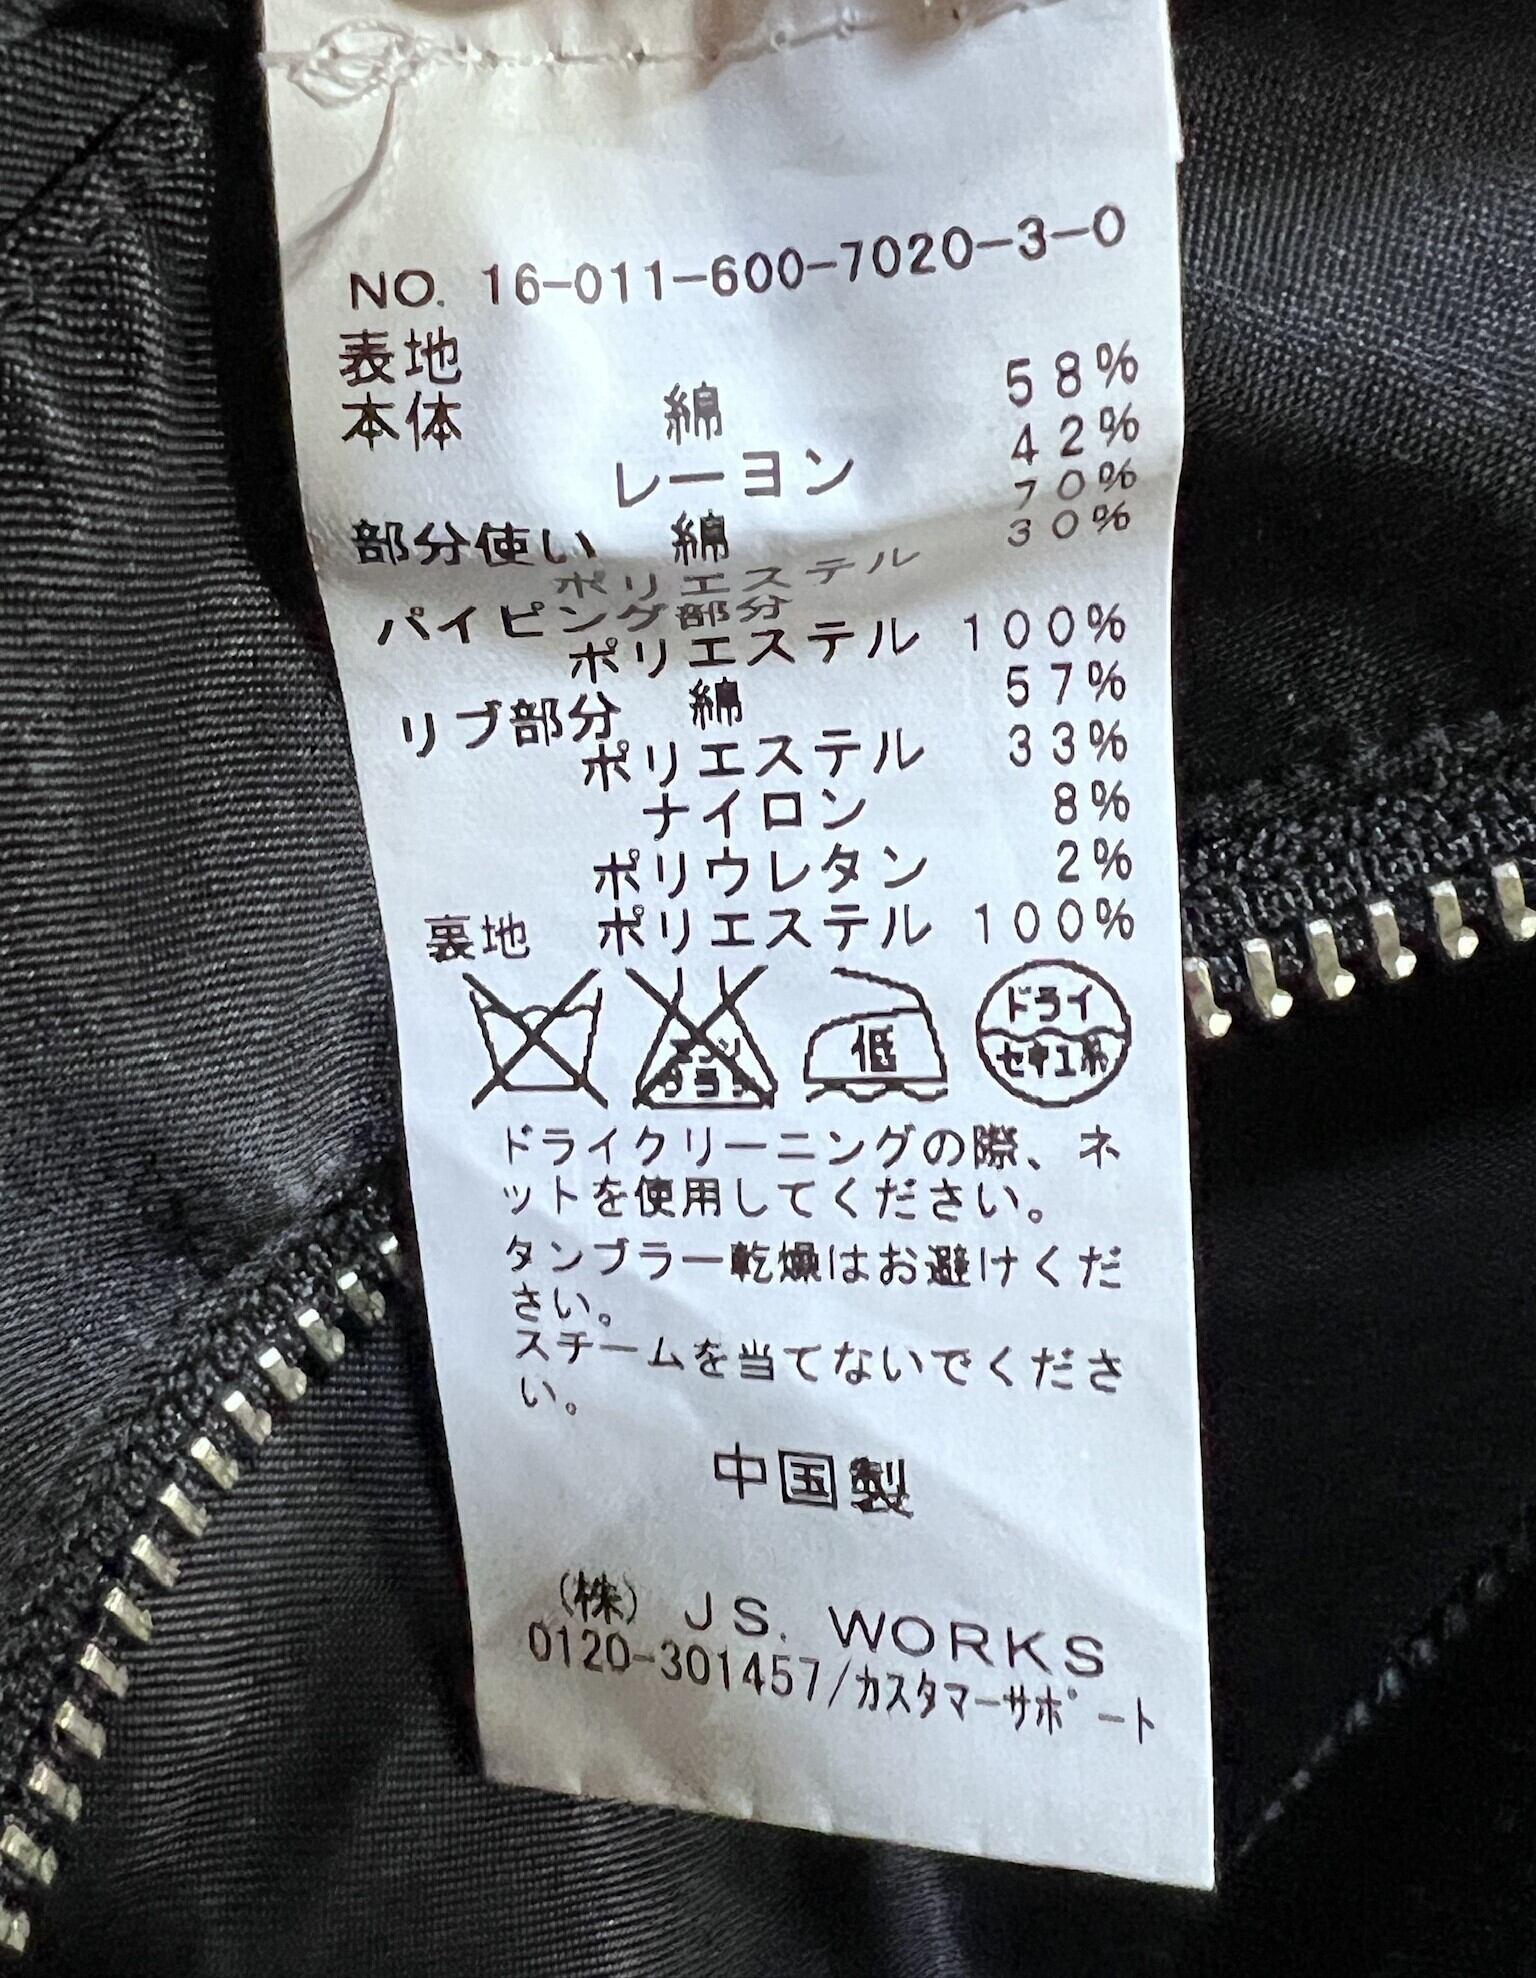 NO. 16-011-600-7020-3-0
表地
本体 綿 58%
レーヨン 42%
部分使い 綿 70%
ポリエステル 30%
パイピング部分
ポリエステル 100%
リブ部分 綿 57%
ポリエステル 33%
ナイロン 8%
ポリウレタン 2%
裏地 ポリエステル 100%
エンソ
サラシ
低
ドライ
セキユ系
ドライクリーニングの際、ネ
ットを使用してください。
タンブラー乾燥はお避けくだ
さい。
スチームを当てないでくださ
い。
中国製
(株) JS. WORKS
0120-301457/カスタマーサポート